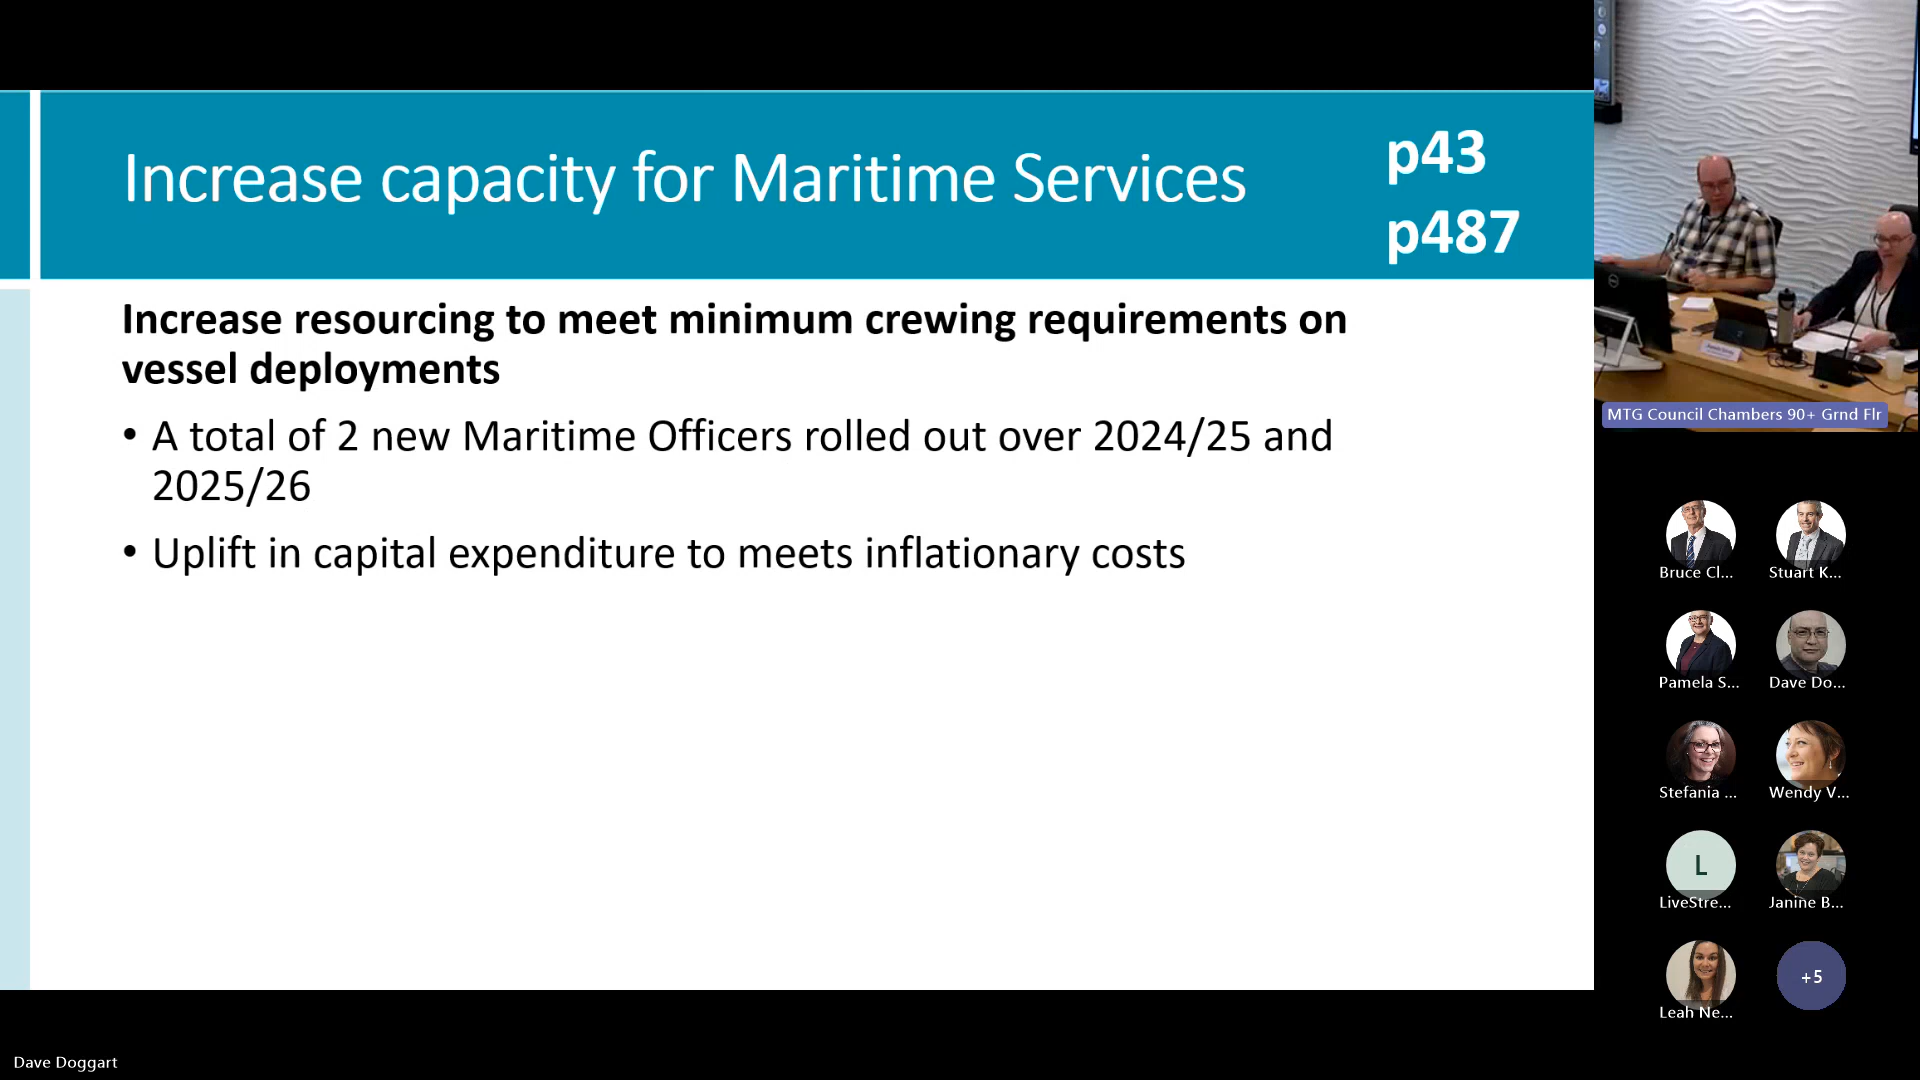 Increase capacity for Maritime Services
p43
p487
Increase resourcing to meet minimum crewing requirements on
vessel deployments
• A total of 2 new Maritime Officers rolled out over 2024/25 and
2025/26
• Uplift in capital expenditure to meets inflationary costs
MTG Council Chambers 90+ Grnd Flr
Bruce Cl...
Stuart K...
Pamela S...
Dave Do...
Stefania ...
Wendy V...
L
LiveStre...
Janine B...
Leah Ne...
+5
Dave Doggart